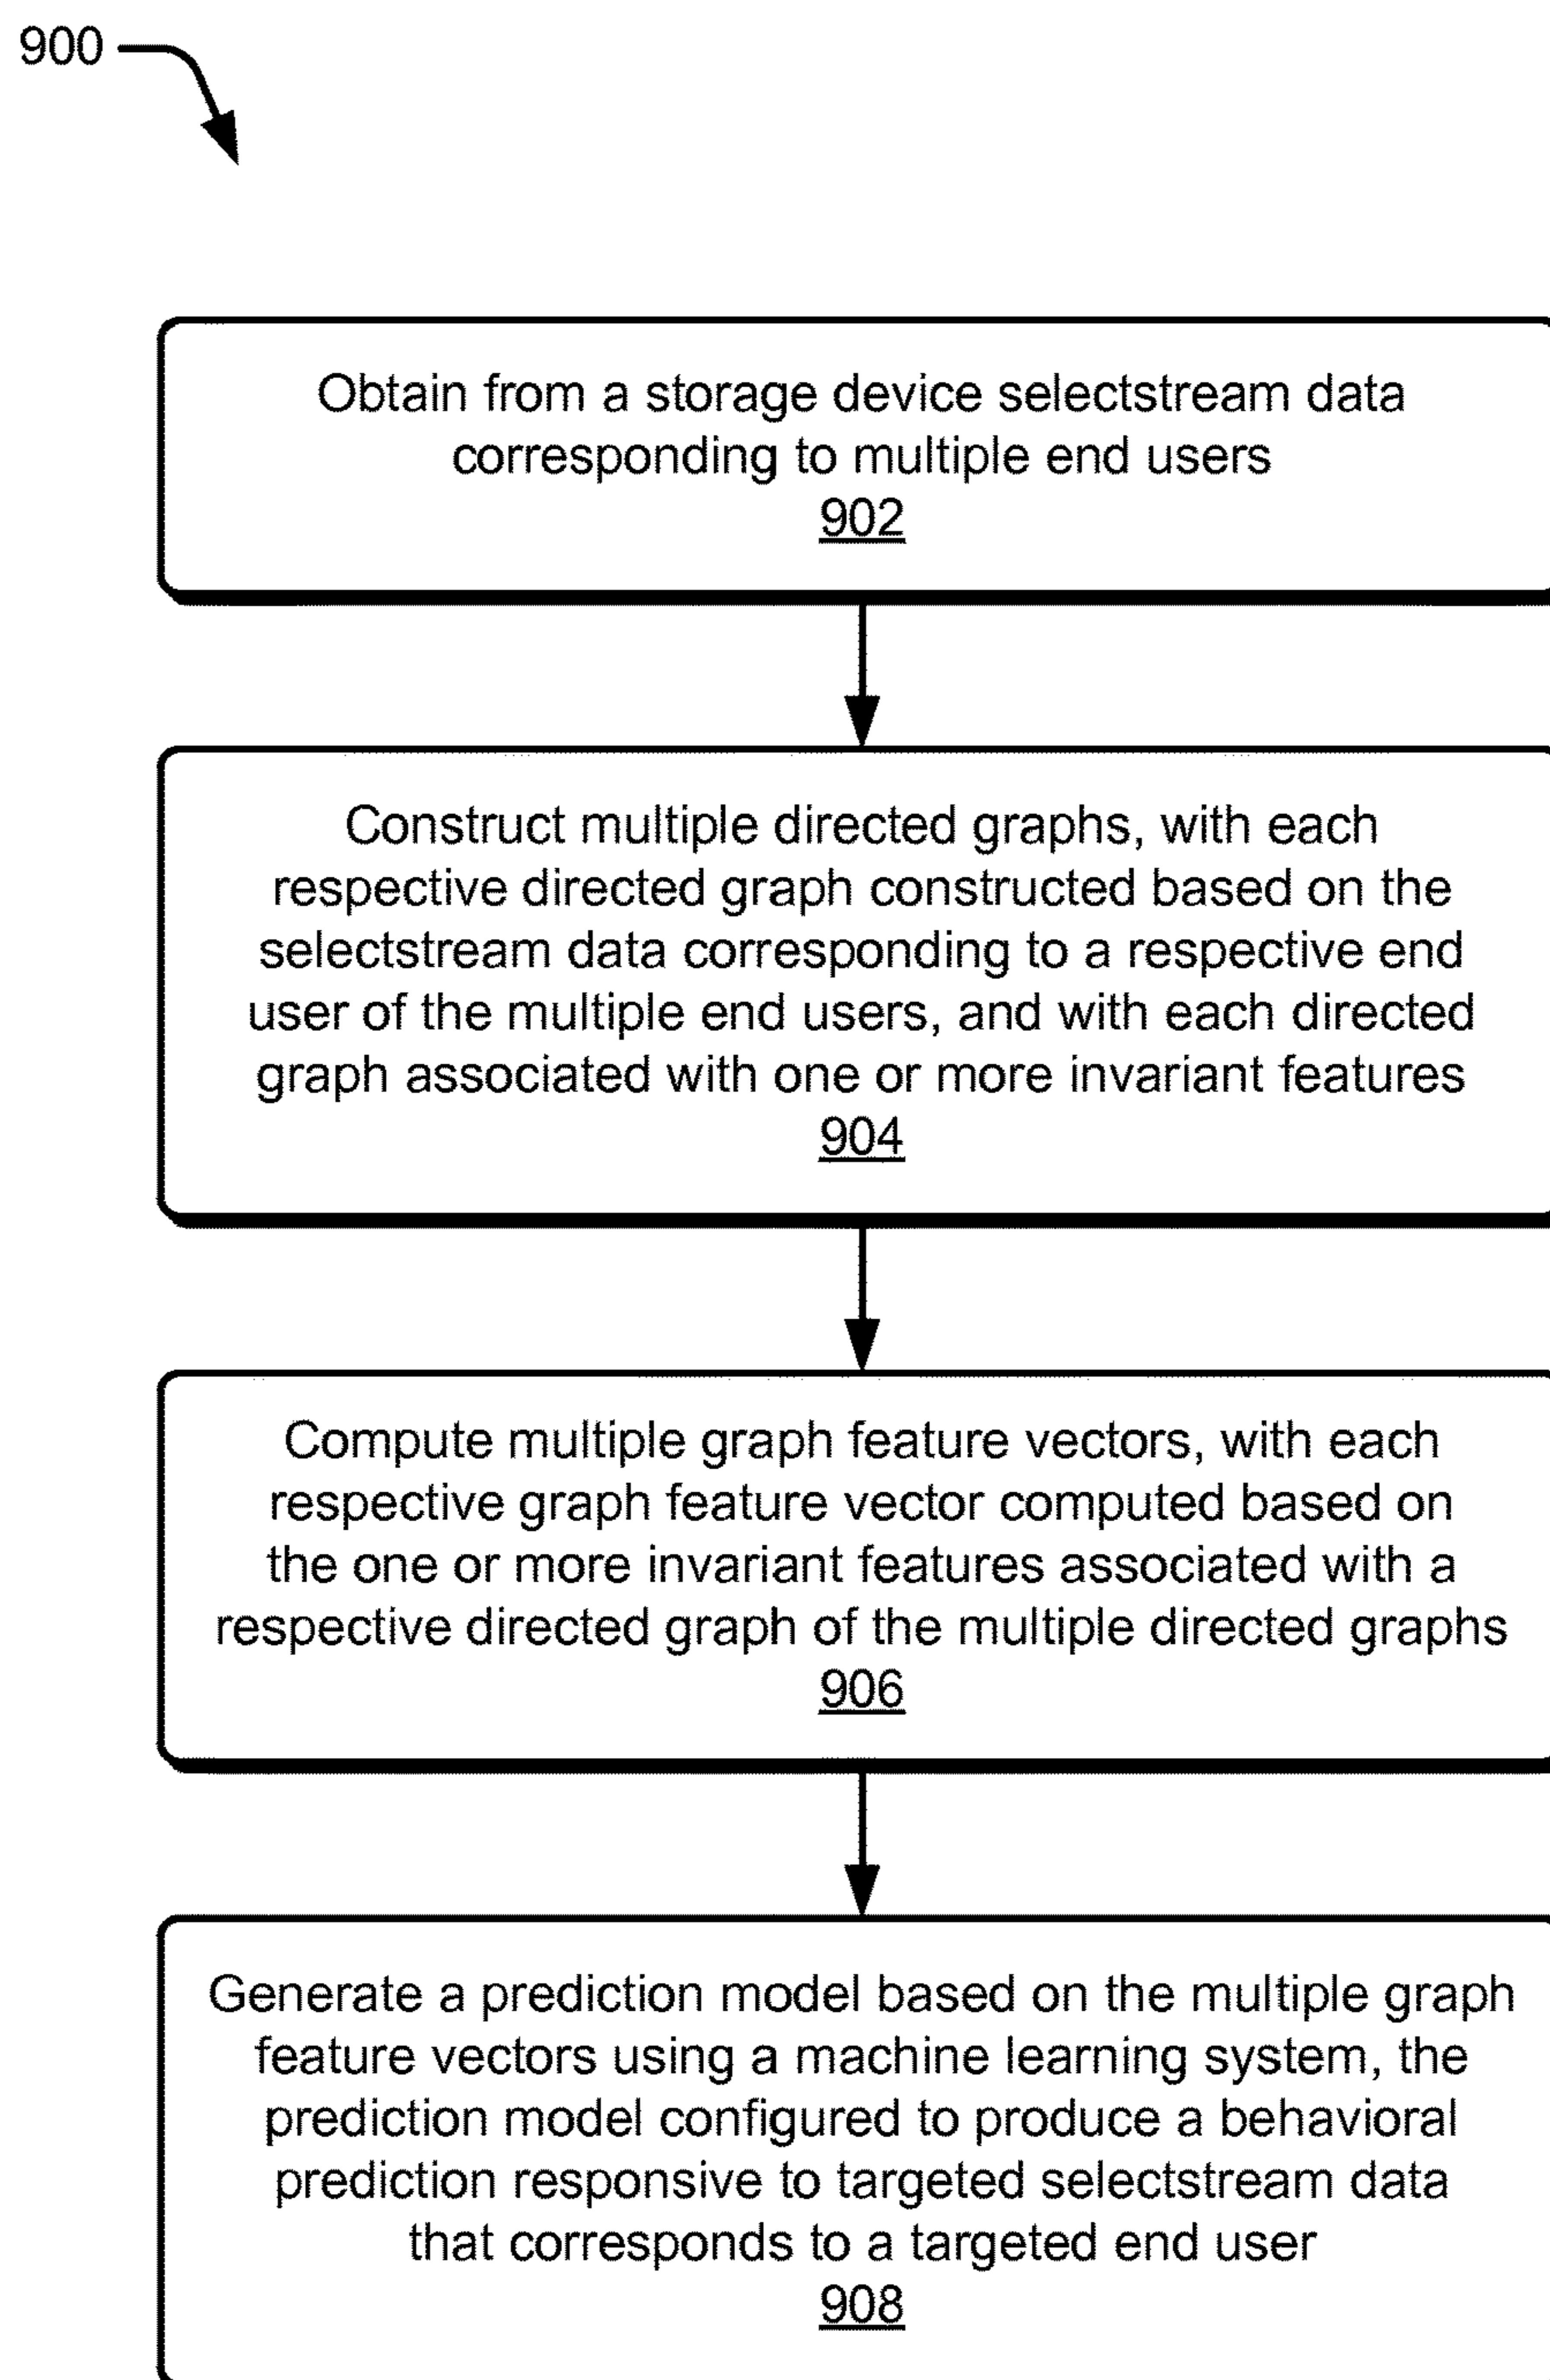 900
Obtain from a storage device selectstream data
corresponding to multiple end users
902
Construct multiple directed graphs, with each
respective directed graph constructed based on the
selectstream data corresponding to a respective end
user of the multiple end users, and with each directed
graph associated with one or more invariant features
904
Compute multiple graph feature vectors, with each
respective graph feature vector computed based on
the one or more invariant features associated with a
respective directed graph of the multiple directed graphs
906
Generate a prediction model based on the multiple graph
feature vectors using a machine learning system, the
prediction model configured to produce a behavioral
prediction responsive to targeted selectstream data
that corresponds to a targeted end user
908